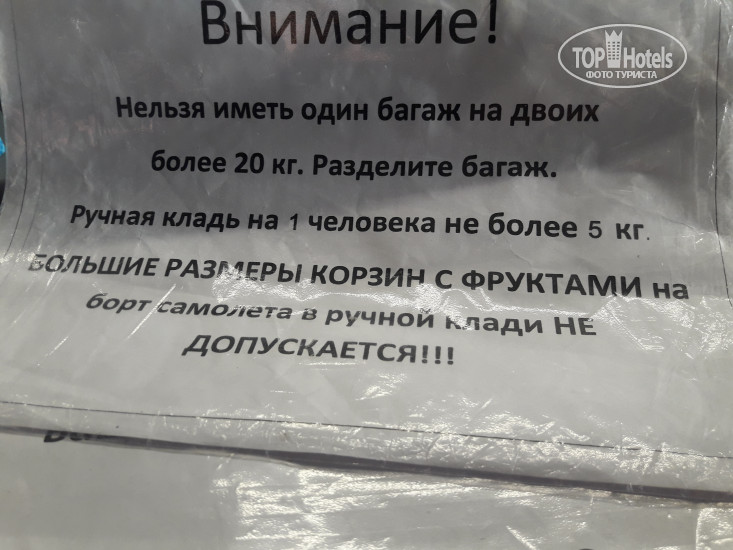 Внимание!
TOP Hotels
ФОТО ТУРИСТА
Нельзя иметь один багаж на двоих
более 20 кг. Разделите багаж.
Ручная кладь на 1 человека не более 5 кг.
БОЛЬШИЕ РАЗМЕРЫ КОРЗИН С ФРУКТАМИ на
борт самолета в ручной клади НЕ
ДОПУСКАЕТСЯ!!!